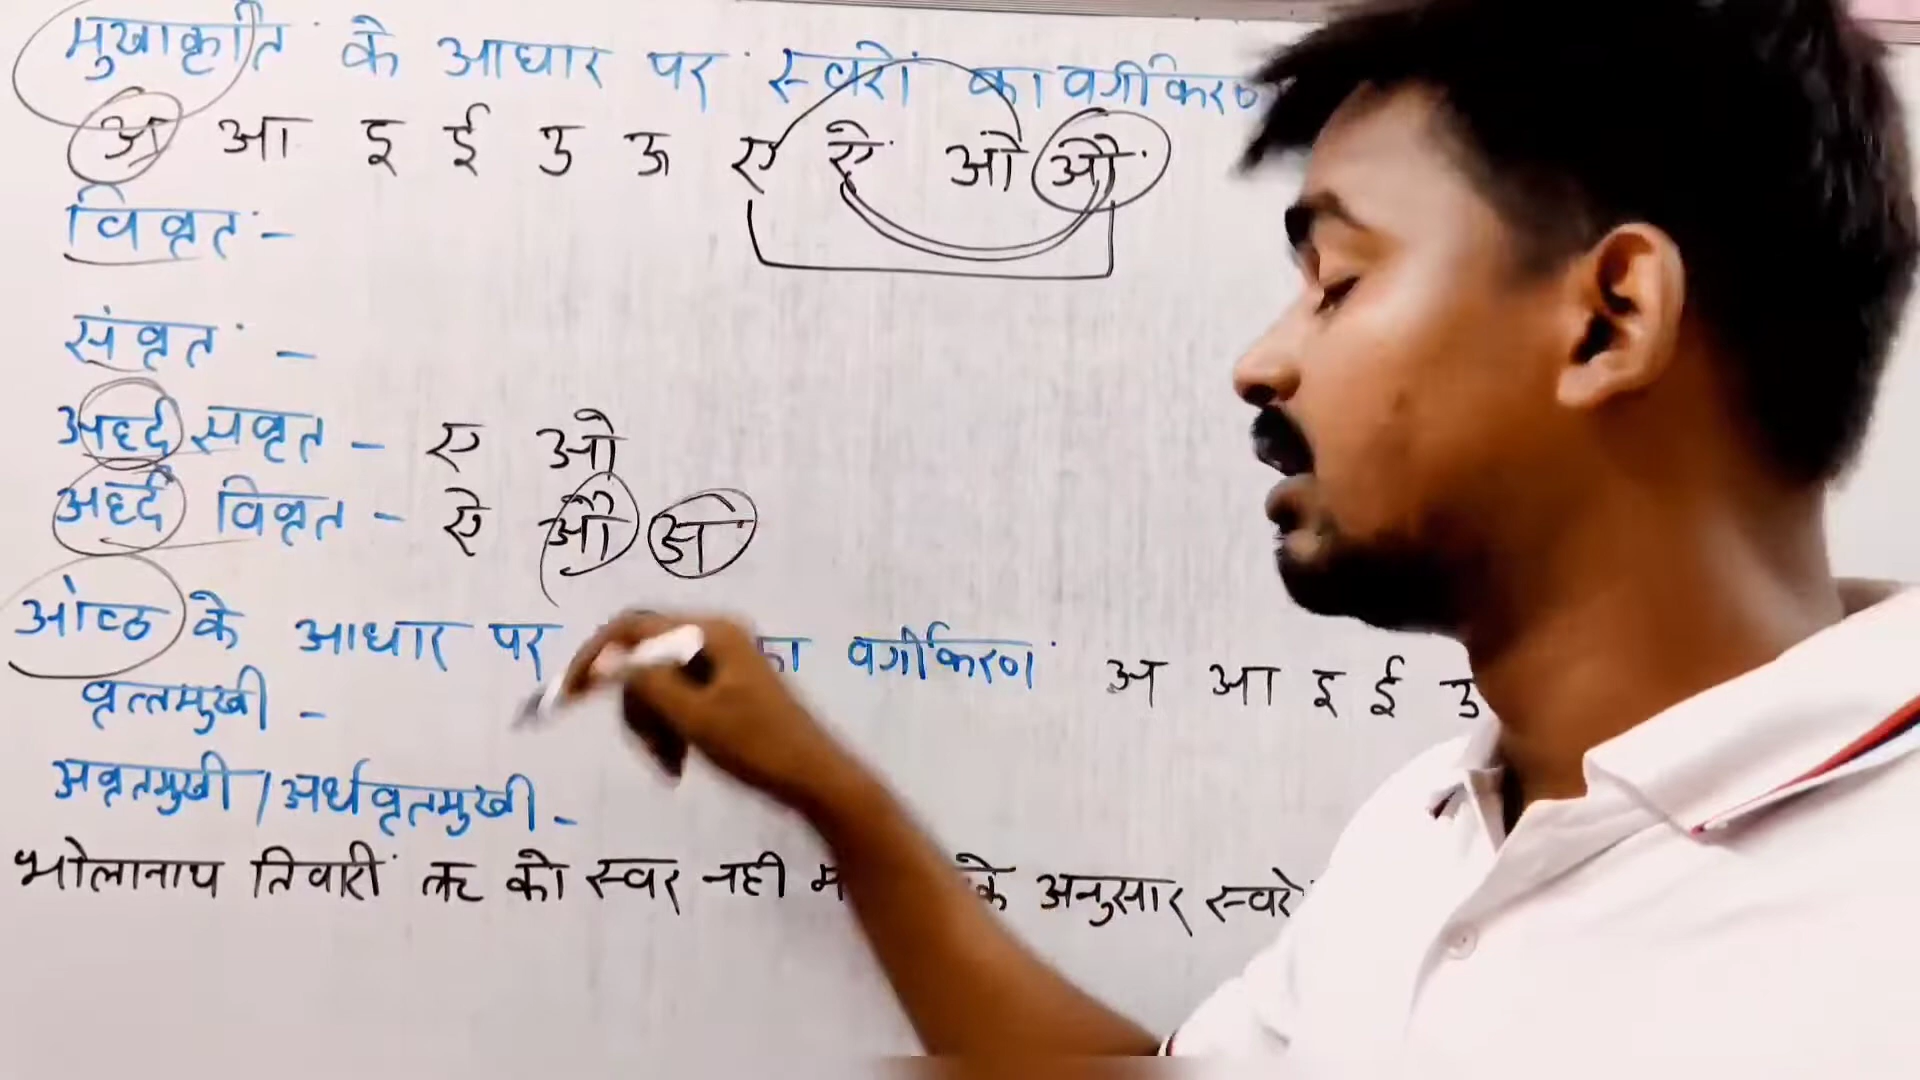 मुखाकृति के आधार पर स्वरों का वर्गीकरण
अ आ इ ई उ ऊ ए ऐ ओ औ
विवृत :-
संवृत -
अर्द्द संवृत - ए ओ
अर्द्द विवृत - ऐ औ अ
ओष्ठ के आधार पर का वर्गीकरण अ आ इ ई उ
वृत्तमुखी -
अवृतमुखी / अर्धवृतमुखी -
भोलानाथ तिवारी ऋ को स्वर नही के अनुसार